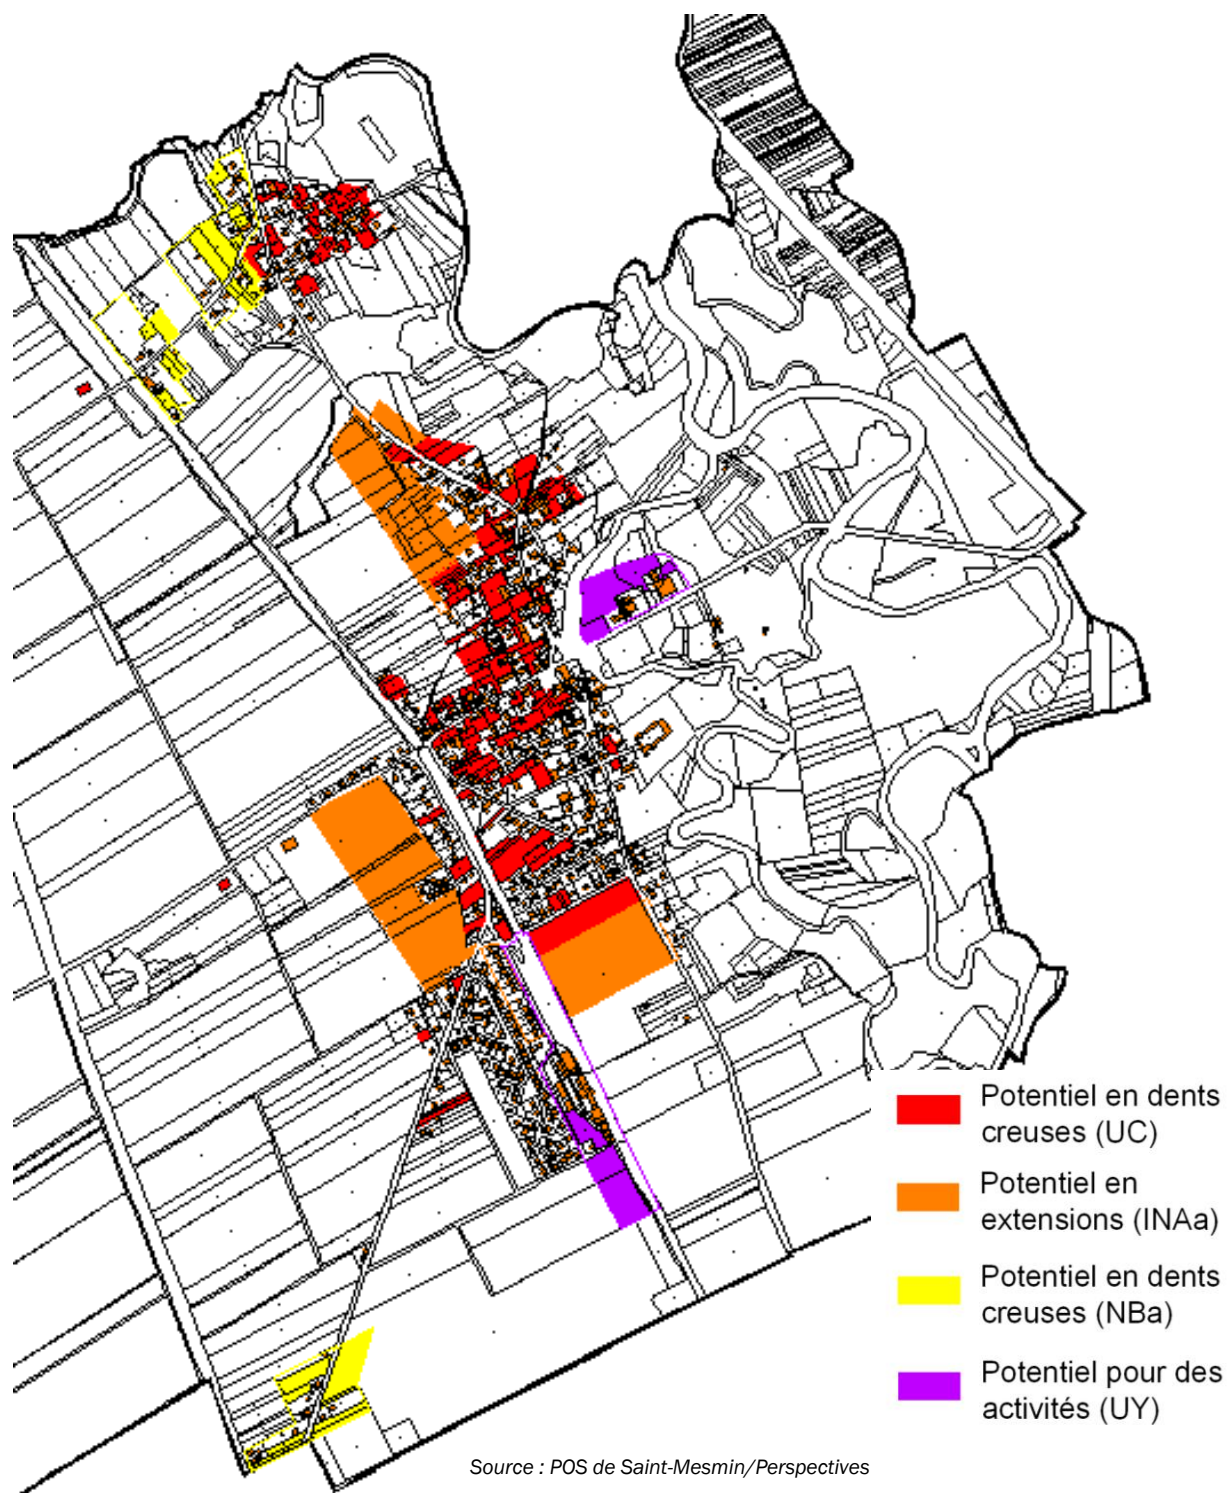 Potentiel en dents
creuses (UC)
Potentiel en
extensions (INAa)
Potentiel en dents
creuses (NBa)
Potentiel pour des
activités (UY)
Source : POS de Saint-Mesmin/Perspectives